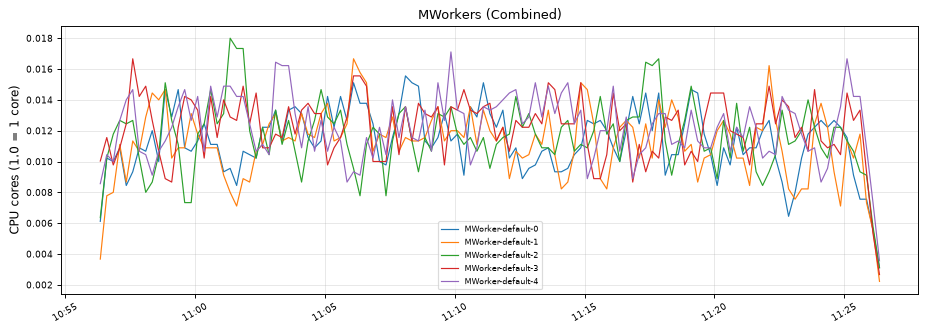 MWorkers (Combined)
CPU cores (1.0 = 1 core)
0.018
0.016
0.014
0.012
0.010
0.008
0.006
0.004
0.002
MWorker-default-0
MWorker-default-1
MWorker-default-2
MWorker-default-3
MWorker-default-4
10:55
11:00
11:05
11:10
11:15
11:20
11:25